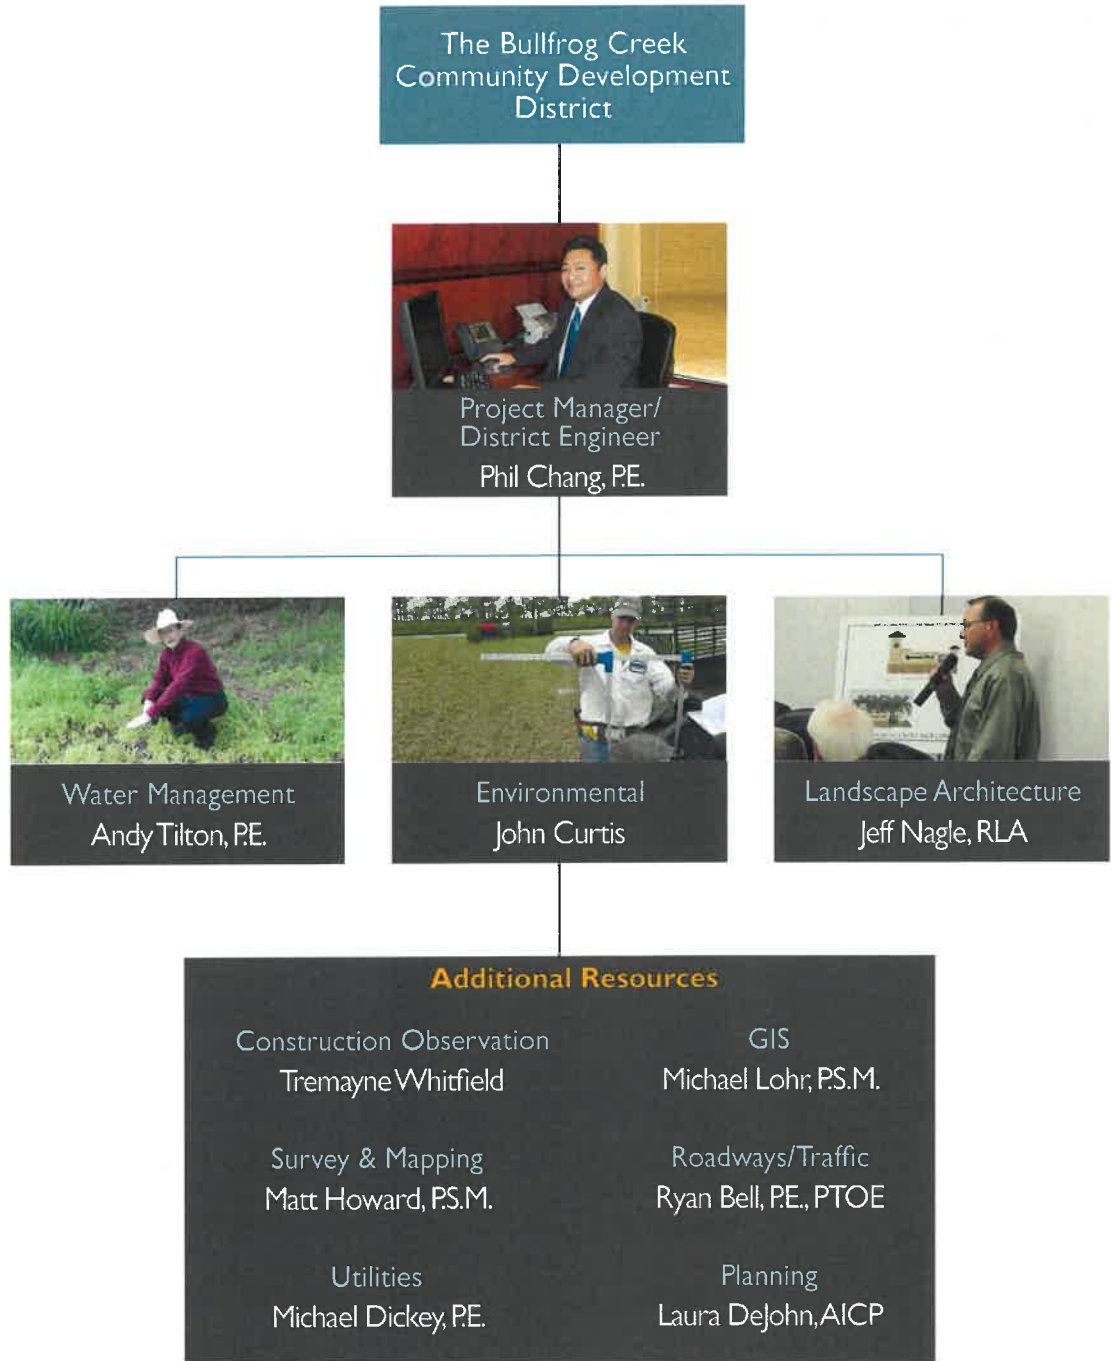 The Bullfrog Creek
Community Development
District
Project Manager/
District Engineer
Phil Chang, P.E.
Water Management
Andy Tilton, P.E.
Environmental
John Curtis
Landscape Architecture
Jeff Nagle, RLA
Additional Resources
Construction Observation
Tremayne Whitfield
GIS
Michael Lohr, P.S.M.
Survey & Mapping
Matt Howard, P.S.M.
Roadways/Traffic
Ryan Bell, P.E., PTOE
Utilities
Michael Dickey, P.E.
Planning
Laura DeJohn, AICP